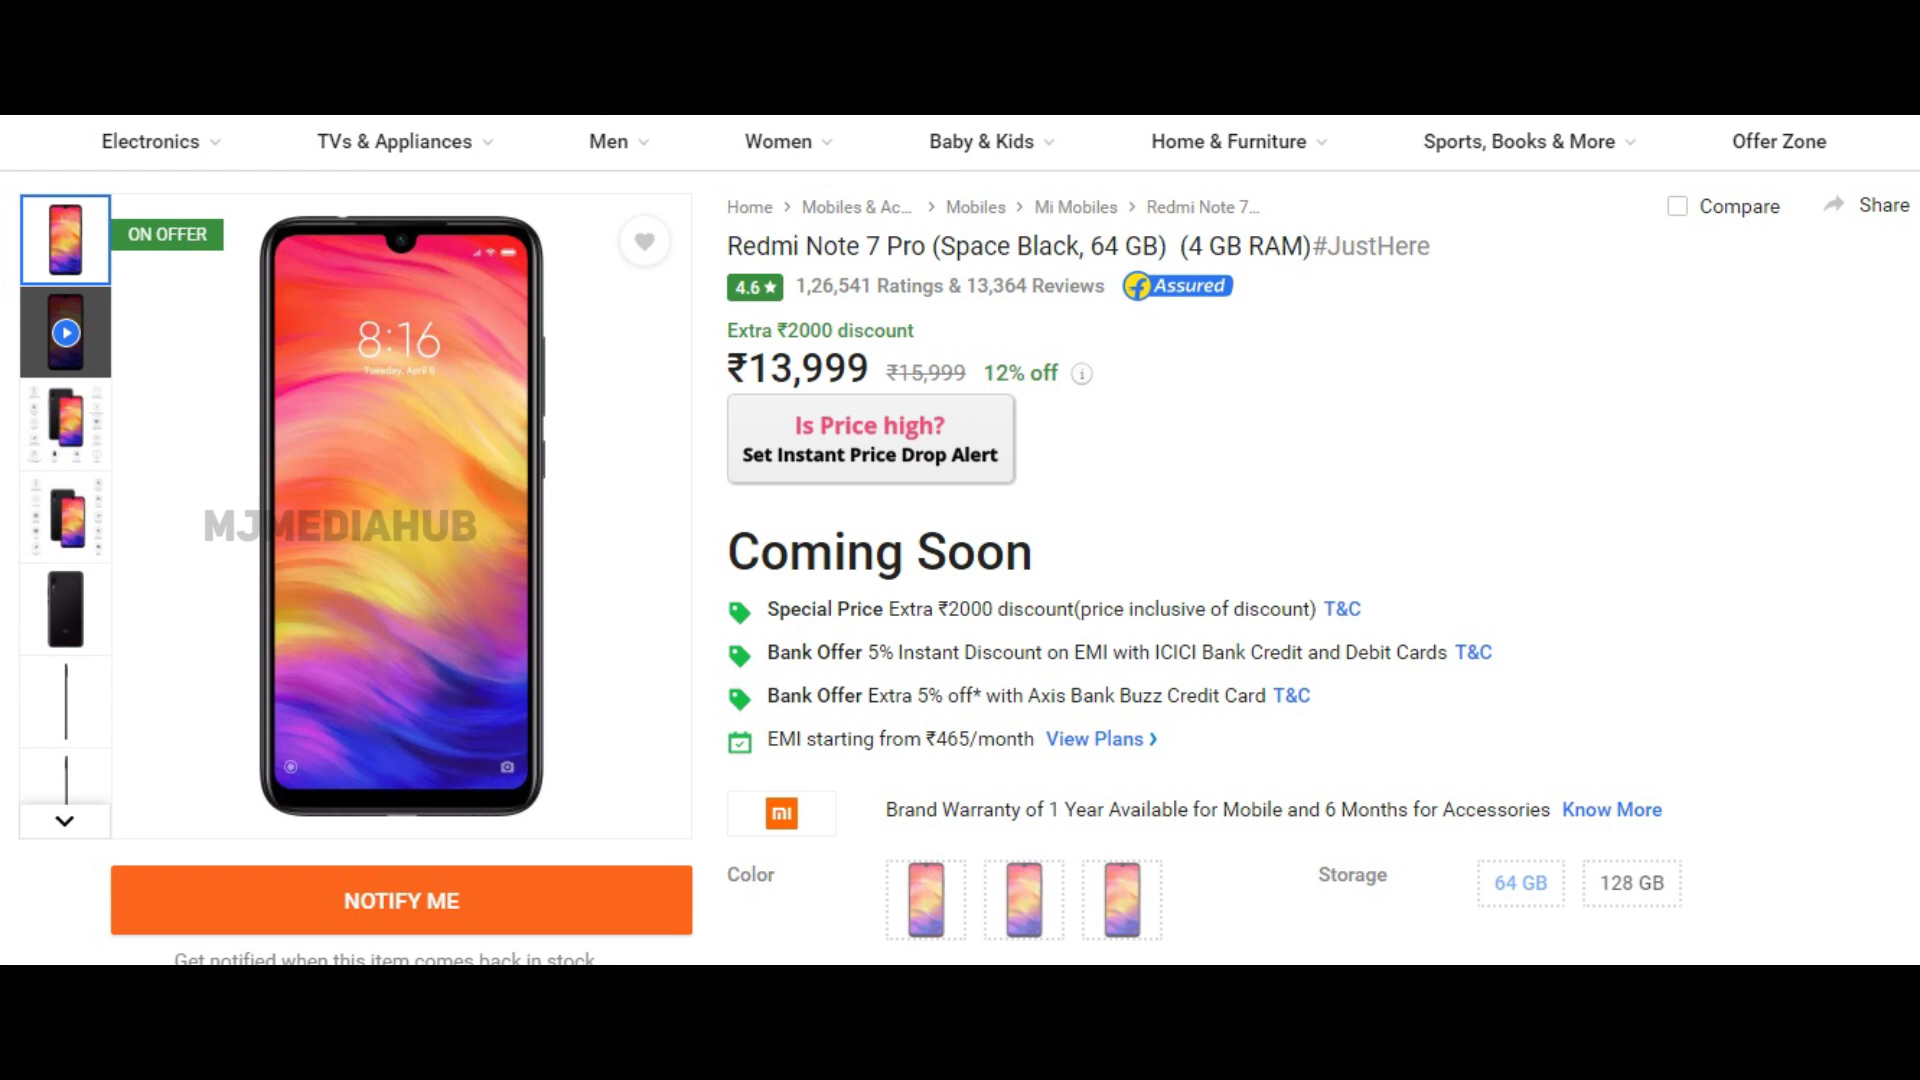 Electronics
TVs & Appliances
Men
Women
Baby & Kids
Home & Furniture
Sports, Books & More
Offer Zone
ON OFFER
8:16
Tuesday, April 6
MJMEDIAHUB
NOTIFY ME
Get notified when this item comes back in stock
Home > Mobiles & Ac... > Mobiles > Mi Mobiles > Redmi Note 7...
Compare
Share
Redmi Note 7 Pro (Space Black, 64 GB) (4 GB RAM)#JustHere
4.6★ 1,26,541 Ratings & 13,364 Reviews Assured
Extra ₹2000 discount
₹13,999 ₹15,999 12% off
Is Price high?
Set Instant Price Drop Alert
Coming Soon
Special Price Extra ₹2000 discount(price inclusive of discount) T&C
Bank Offer 5% Instant Discount on EMI with ICICI Bank Credit and Debit Cards T&C
Bank Offer Extra 5% off* with Axis Bank Buzz Credit Card T&C
EMI starting from ₹465/month View Plans >
mi
Brand Warranty of 1 Year Available for Mobile and 6 Months for Accessories Know More
Color
Storage
64 GB
128 GB